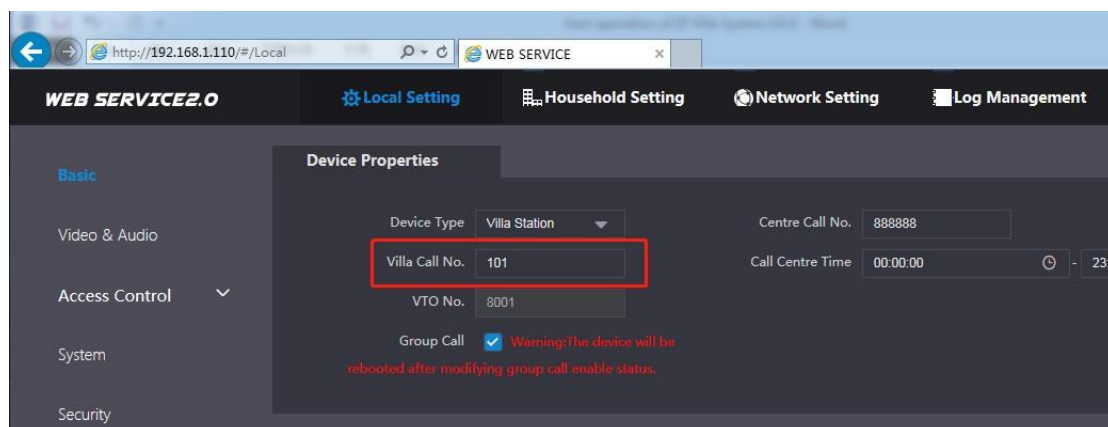 http://192.168.1.110/#/Local
WEB SERVICE
WEB SERVICE2.0
Local Setting
Household Setting
Network Setting
Log Management
Basic
Video & Audio
Access Control
System
Security
Device Properties
Device Type Villa Station
Centre Call No. 888888
Villa Call No. 101
Call Centre Time 00:00:00 - 23:
VTO No. 8001
Group Call Warning:The device will be
rebooted after modifying group call enable status.